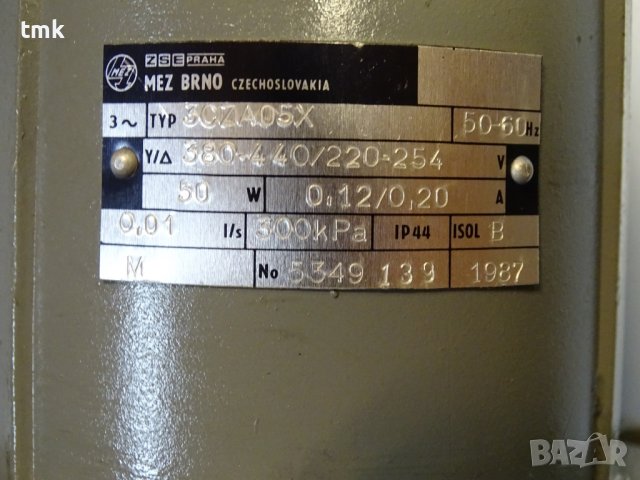 tmk
ZSE PRAHA
MEZ
MEZ BRNO CZECHOSLOVAKIA
3~ TYP 3CZA05X 50-60 Hz
Y/Δ 380-440/220-254 V
50 W 0.12/0,20 A
0,01 l/s 300kPa IP44 ISOL B
M No 5349 139 1987
BAZAR